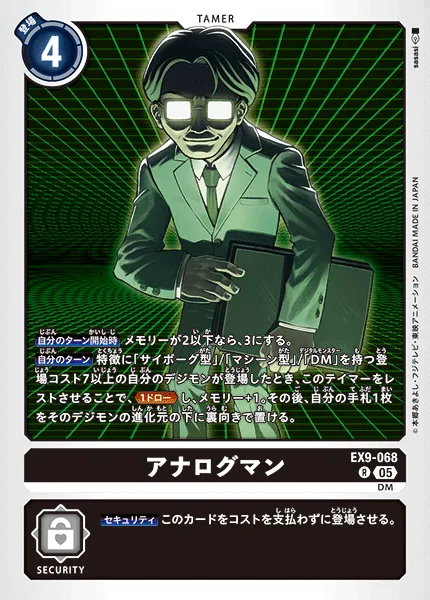 TAMER
登場
4
sasasi
BANDAI MADE IN JAPAN
©本郷あきよし・フジテレビ・東映アニメーション
自分のターン開始時 メモリーが2以下なら、3にする。
自分のターン 特徴に「サイボーグ型」/「マシーン型」/「DM」を持つ登
場コスト7以上の自分のデジモンが登場したとき、このテイマーをレ
ストさせることで、1ドローし、メモリー+1。その後、自分の手札1枚
をそのデジモンの進化元の下に裏向きで置ける。
アナログマン
EX9-068
R 05
DM
セキュリティ このカードをコストを支払わずに登場させる。
SECURITY